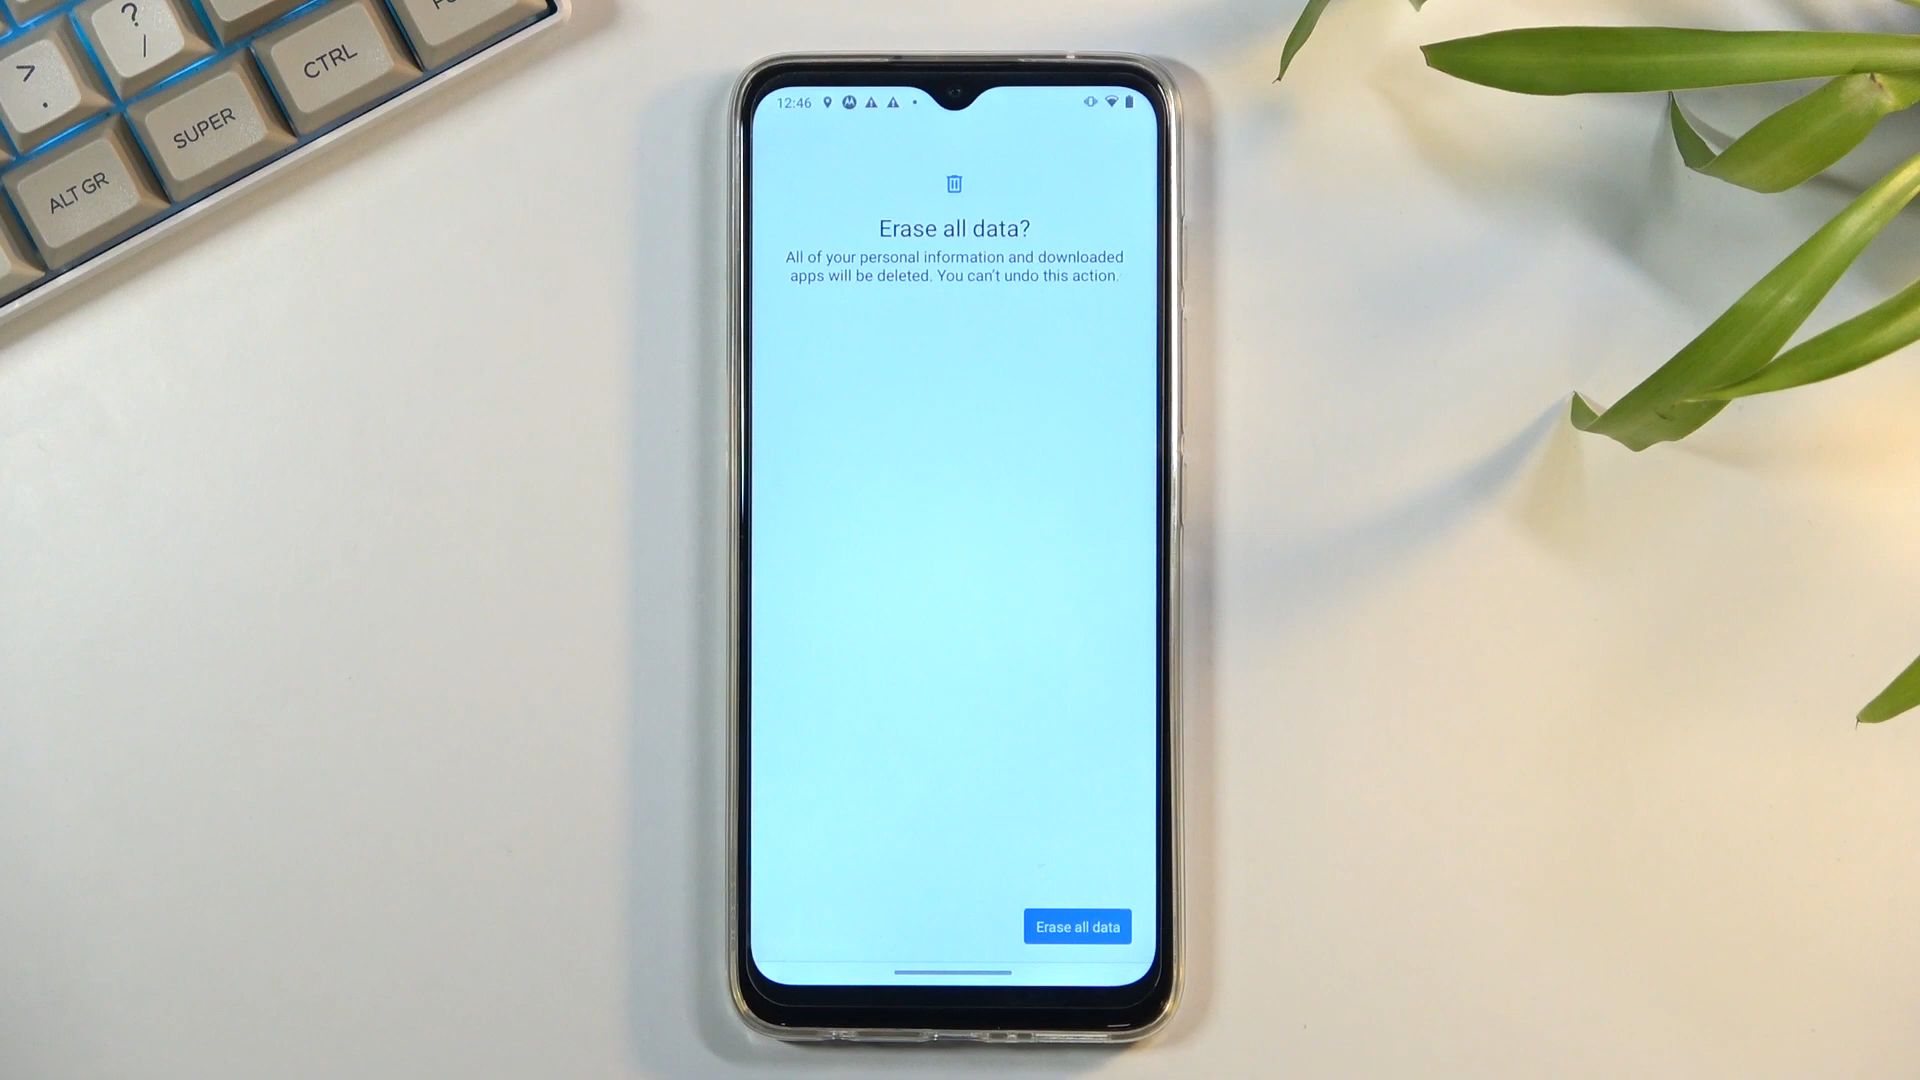 ?
/
>
.
CTRL
SUPER
ALT GR
12:46
Erase all data?
All of your personal information and downloaded
apps will be deleted. You can't undo this action.
Erase all data